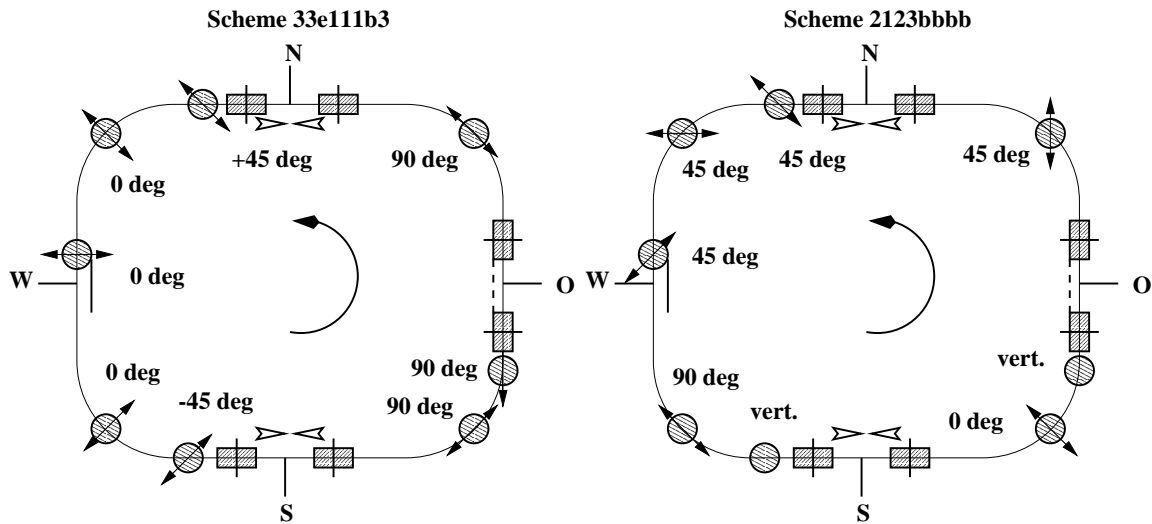 Scheme 33e111b3
N
+45 deg
90 deg
0 deg
W
0 deg
O
0 deg
-45 deg
90 deg
90 deg
S
Scheme 2123bbbb
N
45 deg
45 deg
45 deg
W
45 deg
O
90 deg
vert.
vert.
0 deg
S